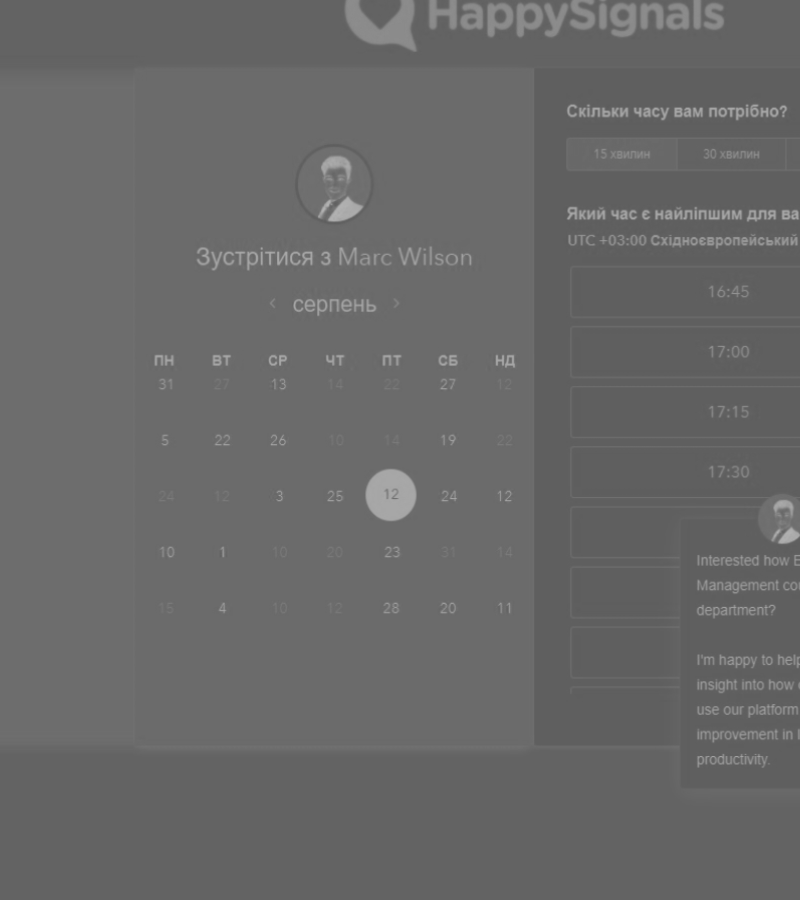 HappySignals
Зустрітися з Marc Wilson
серпень
ПН ВТ СР ЧТ ПТ СБ НД
31 27 13 14 22 27 12
5 22 26 10 14 19 22
24 12 3 25 12 24 12
10 1 10 20 23 31 14
15 4 10 12 28 20 11
Скільки часу вам потрібно?
15 хвилин 30 хвилин
Який час є найліпшим для ва
UTC +03:00 Східноєвропейський
16:45
17:00
17:15
17:30
Interested how E
Management cou
department?
I'm happy to help
insight into how
use our platform
improvement in
productivity.